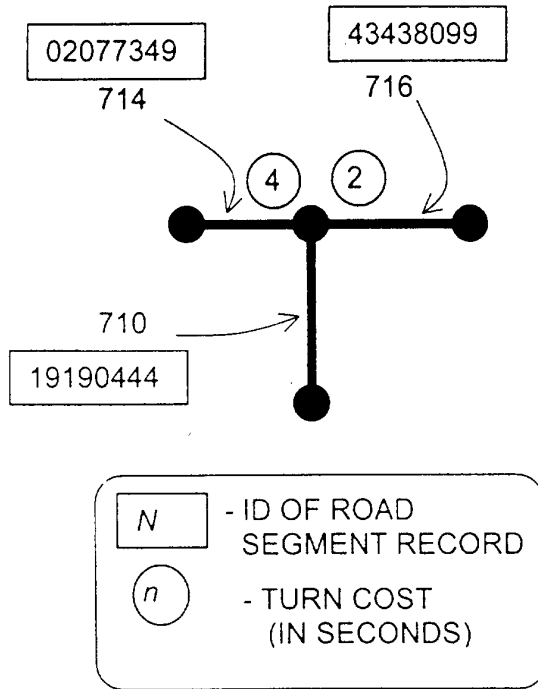 02077349
714
43438099
716
4
2
710
19190444
N - ID OF ROAD
SEGMENT RECORD
n - TURN COST
(IN SECONDS)